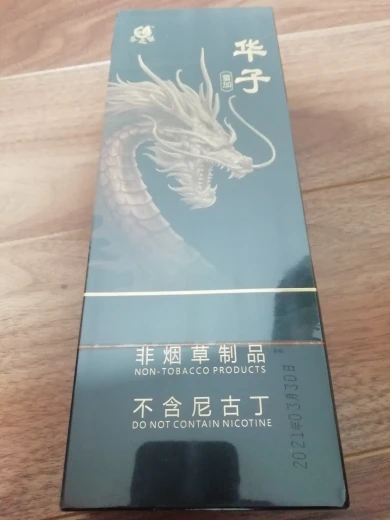 华子
非烟草制品
NON-TOBACCO PRODUCTS
不含尼古丁
DO NOT CONTAIN NICOTINE
2021年03月30日